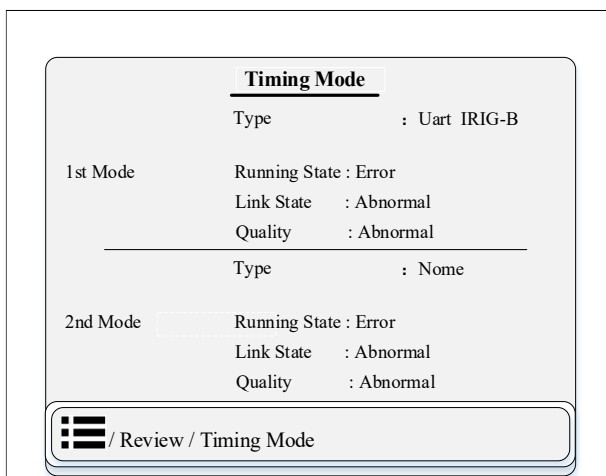 Timing Mode
Type : Uart IRIG-B
1st Mode Running State : Error
Link State : Abnormal
Quality : Abnormal
Type : Nome
2nd Mode Running State : Error
Link State : Abnormal
Quality : Abnormal
/ Review / Timing Mode